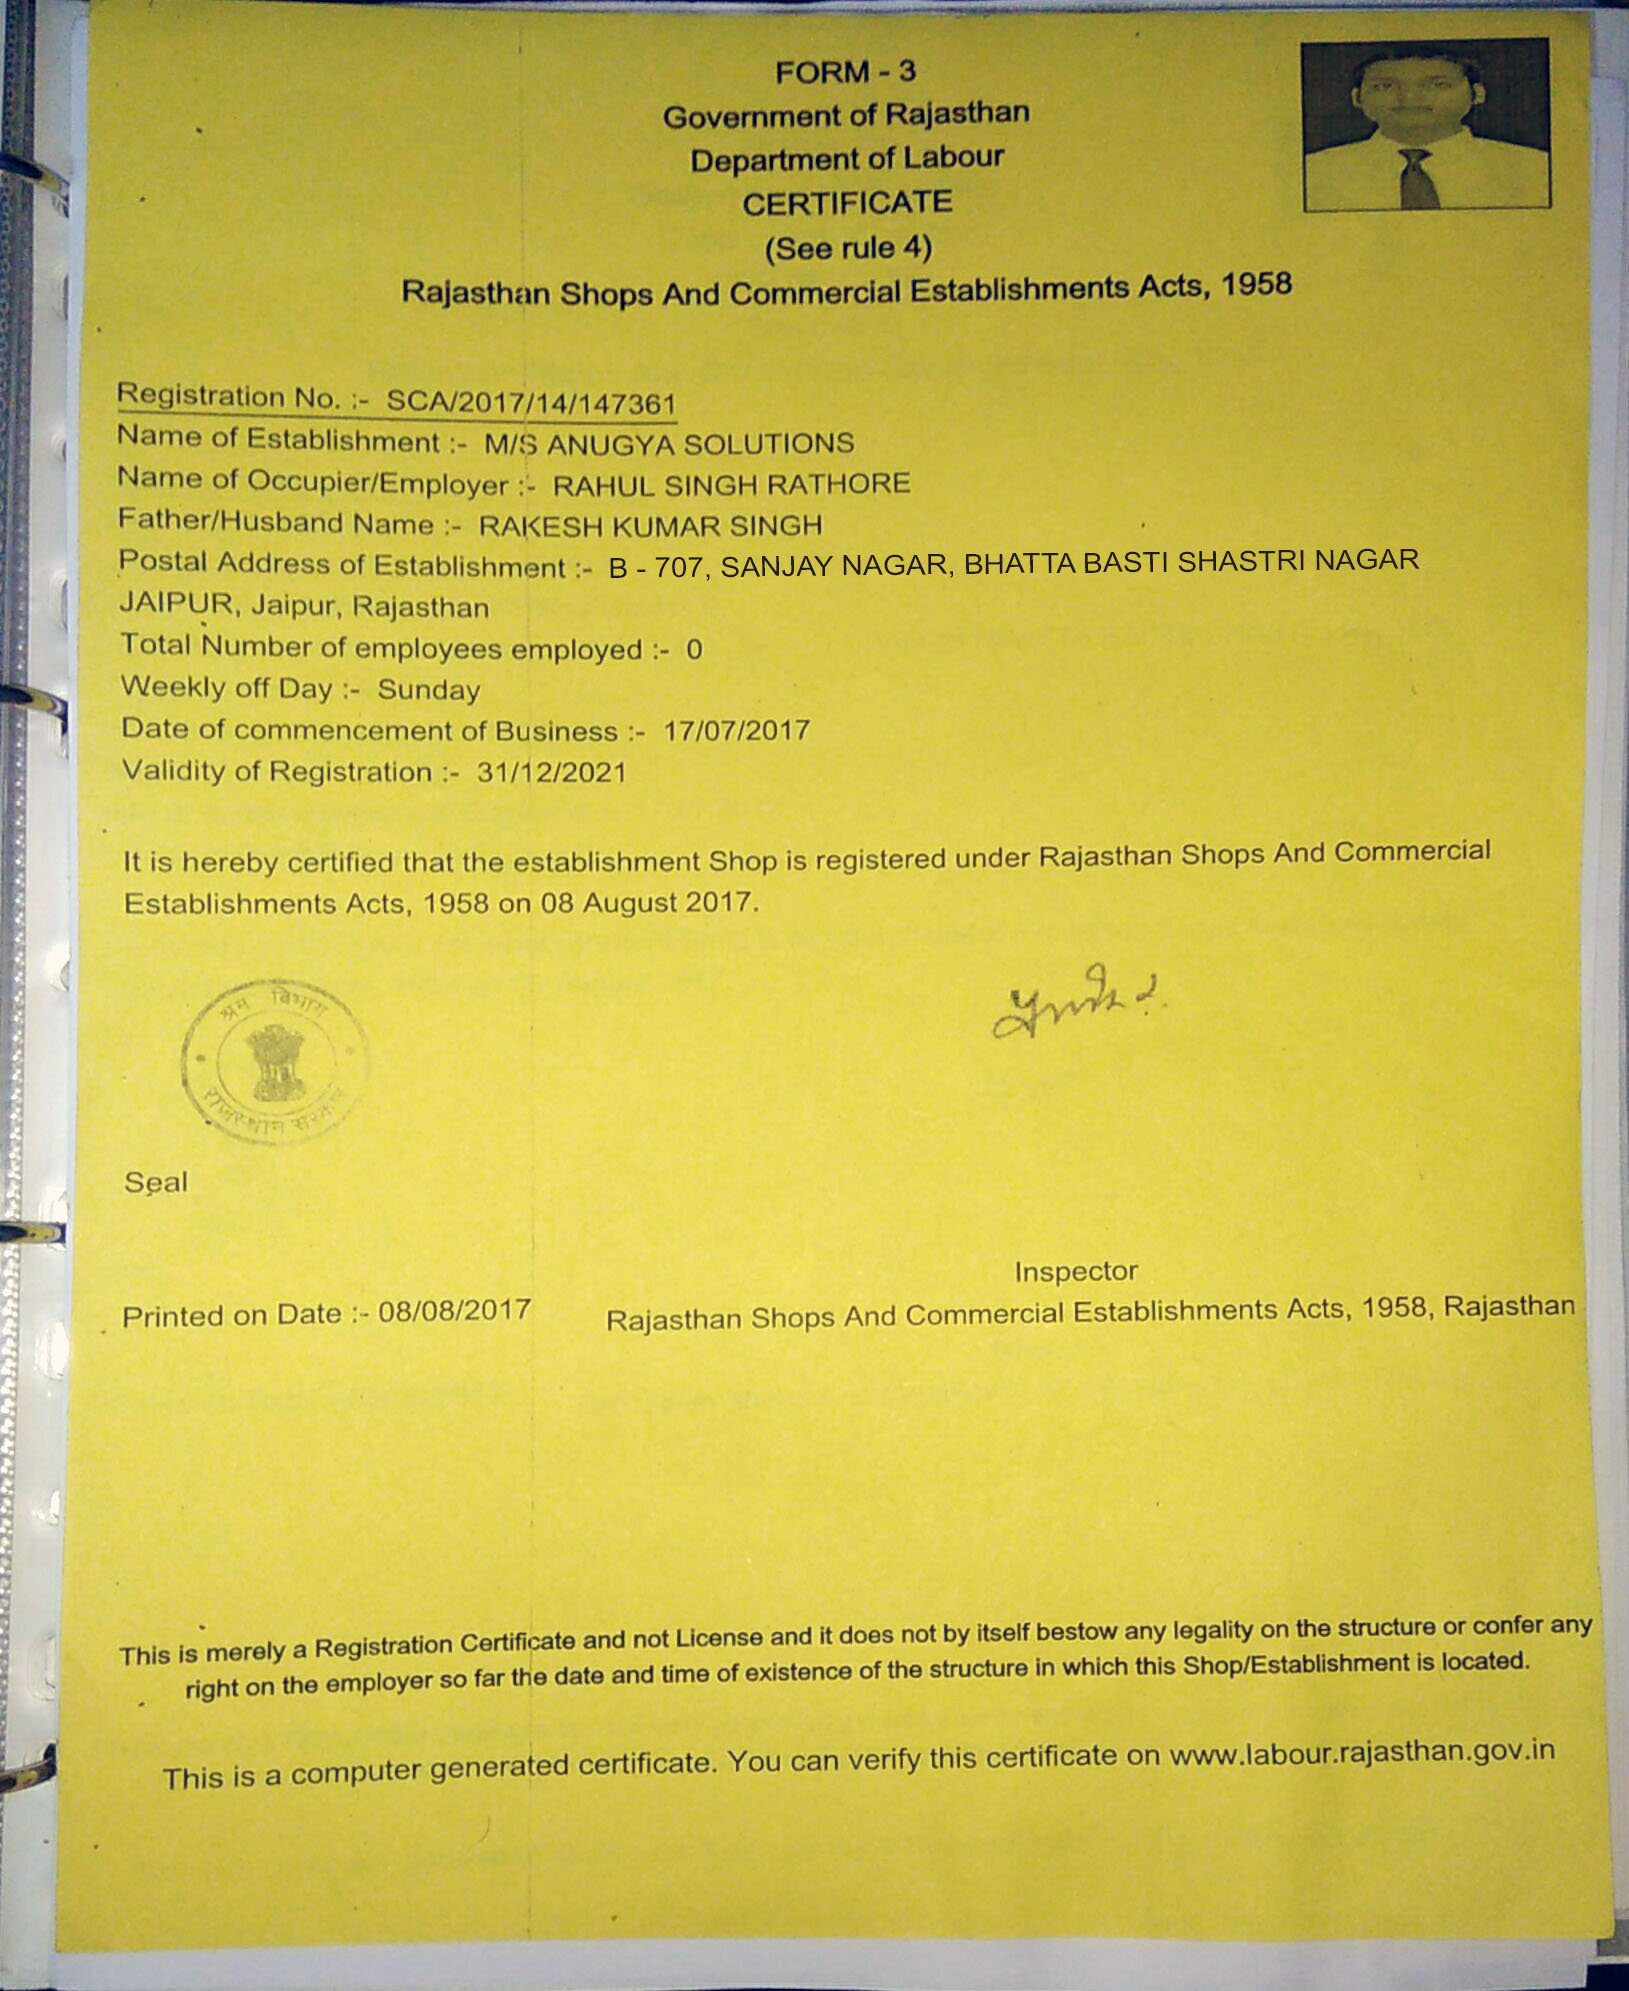 FORM - 3
Government of Rajasthan
Department of Labour
CERTIFICATE
(See rule 4)
Rajasthan Shops And Commercial Establishments Acts, 1958
Registration No. :- SCA/2017/14/147361
Name of Establishment :- M/S ANUGYA SOLUTIONS
Name of Occupier/Employer :- RAHUL SINGH RATHORE
Father/Husband Name :- RAKESH KUMAR SINGH
Postal Address of Establishment :- B - 707, SANJAY NAGAR, BHATTA BASTI SHASTRI NAGAR
JAIPUR, Jaipur, Rajasthan
Total Number of employees employed :- 0
Weekly off Day :- Sunday
Date of commencement of Business :- 17/07/2017
Validity of Registration :- 31/12/2021
It is hereby certified that the establishment Shop is registered under Rajasthan Shops And Commercial
Establishments Acts, 1958 on 08 August 2017.
श्रम विभाग
राजस्थान सरकार
Seal
Inspector
Printed on Date :- 08/08/2017 Rajasthan Shops And Commercial Establishments Acts, 1958, Rajasthan
This is merely a Registration Certificate and not License and it does not by itself bestow any legality on the structure or confer any
right on the employer so far the date and time of existence of the structure in which this Shop/Establishment is located.
This is a computer generated certificate. You can verify this certificate on www.labour.rajasthan.gov.in